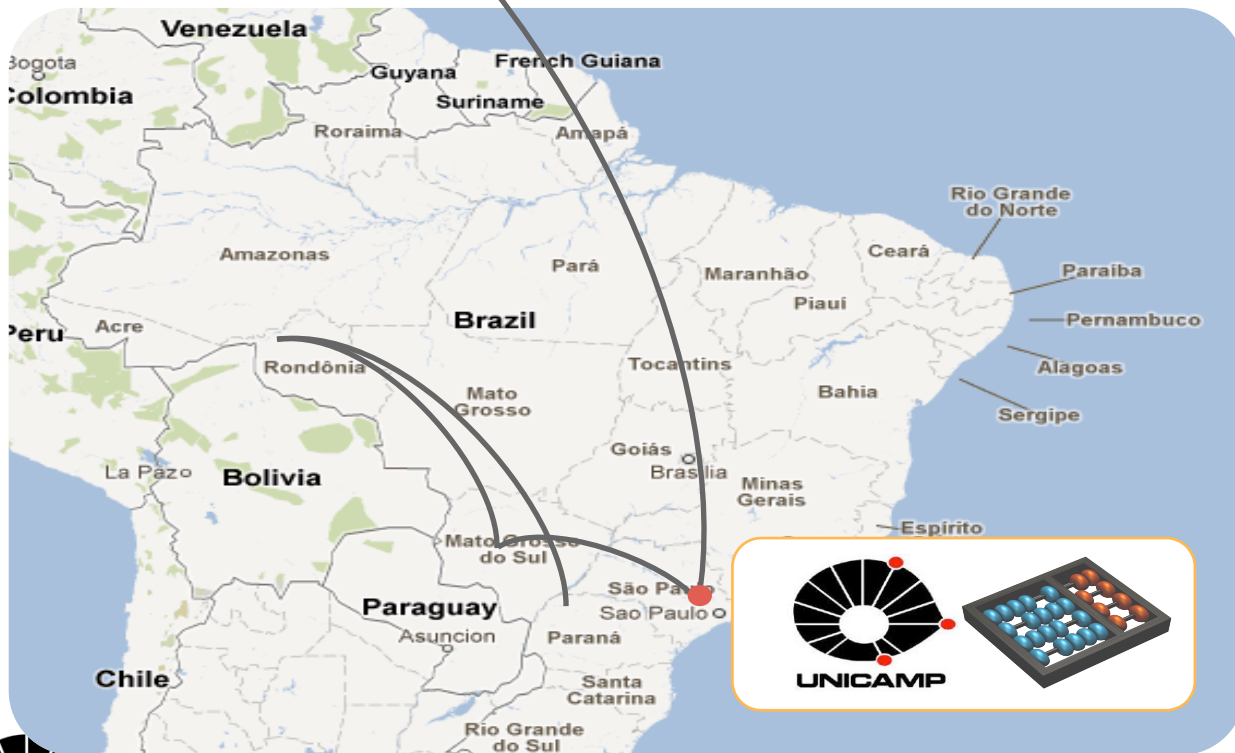 Venezuela
Bogota
Colombia
Guyana
French Guiana
Suriname
Roraima
Amapá
Rio Grande
do Norte
Amazonas
Pará
Ceará
Maranhão
Paraíba
Piauí
Peru
Acre
Brazil
Pernambuco
Rondônia
Tocantins
Alagoas
Mato
Grosso
Bahia
Sergipe
Goiás
Brasília
La Paz
Bolivia
Minas
Gerais
Espírito
Mato Grosso
do Sul
São Paulo
Sao Paulo
Paraguay
Asuncion
Paraná
Chile
Santa
Catarina
UNICAMP
Rio Grande
do Sul